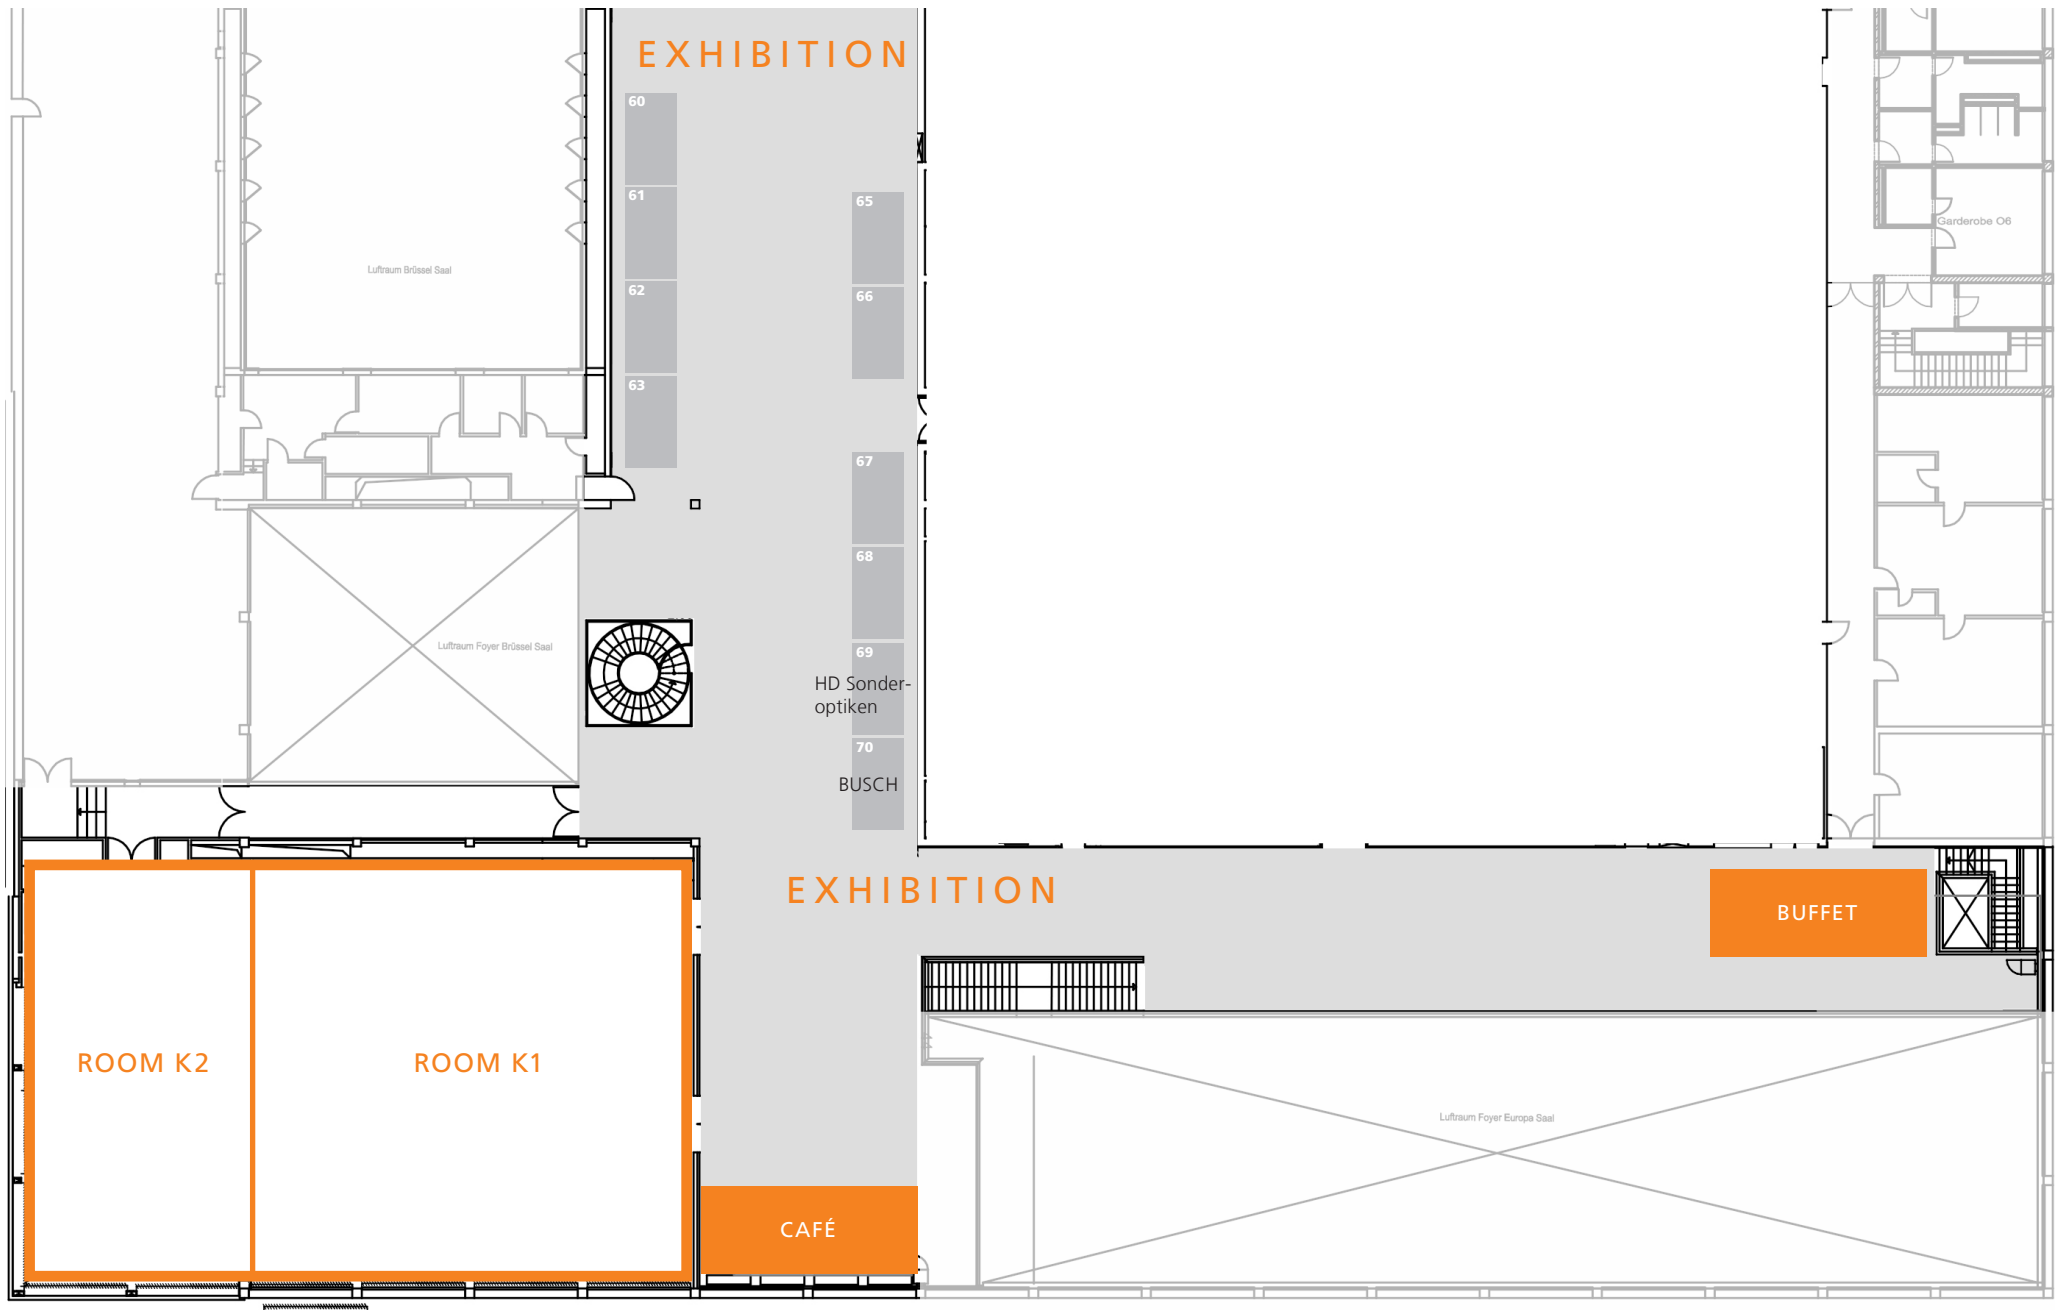 EXHIBITION
60
61
65
Garderobe O6
Luftraum Brüssel Saal
62
66
63
67
68
Luftraum Foyer Brüssel Saal
69
HD Sonder-
optiken
70
BUSCH
EXHIBITION
BUFFET
ROOM K2
ROOM K1
Luftraum Foyer Europa Saal
CAFÉ